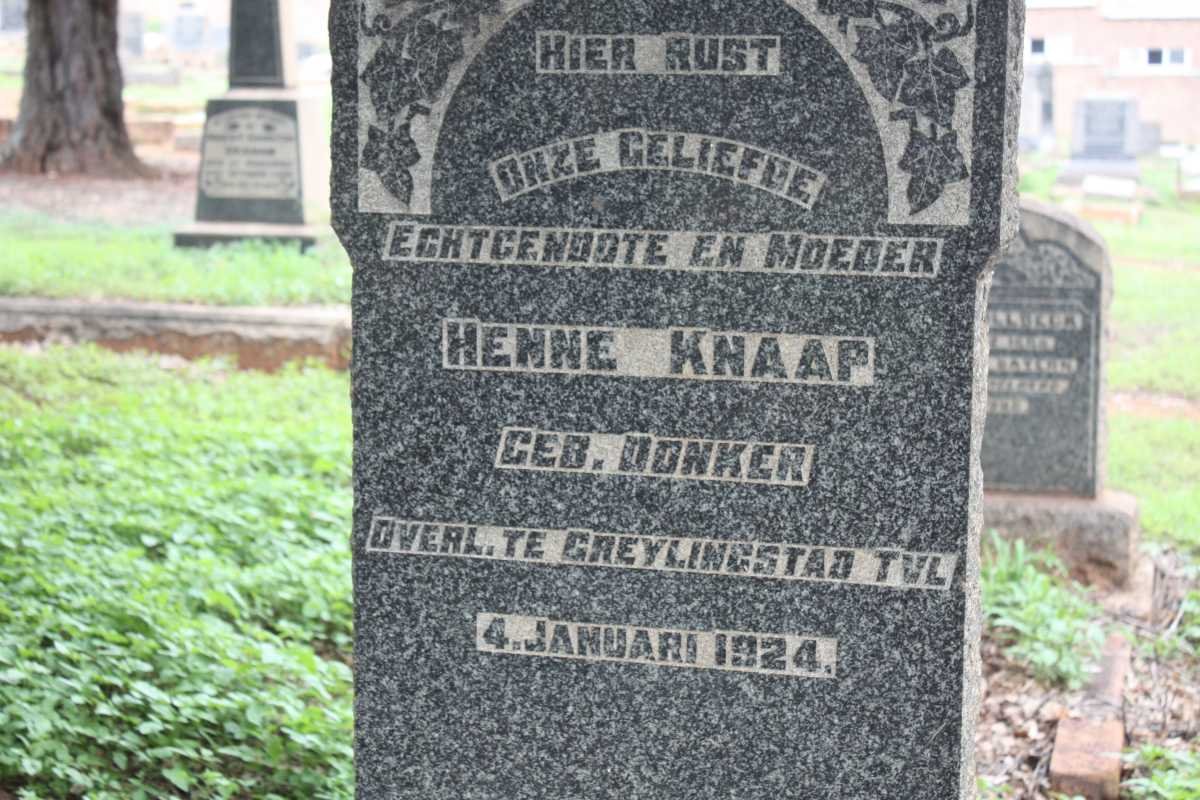 HIER RUST
ONZE GELIEFDE
ECHTGENOOTE EN MOEDER
HENNE KNAAP
GEB. DONKER
OVERL. TE GREYLINGSTAD TVL
4. JANUARI 1924.